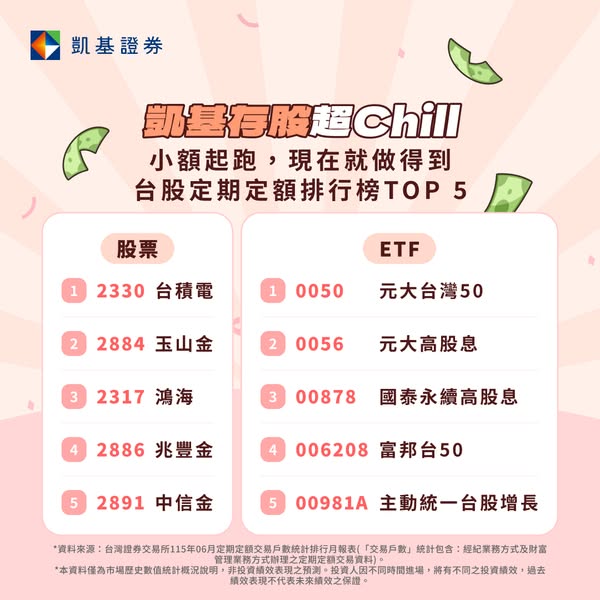 凱基證券
凱基存股超Chill
小額起跑，現在就做得到
台股定期定額排行榜TOP 5
股票
1 2330 台積電
2 2884 玉山金
3 2317 鴻海
4 2886 兆豐金
5 2891 中信金
ETF
1 0050 元大台灣50
2 0056 元大高股息
3 00878 國泰永續高股息
4 006208 富邦台50
5 00981A 主動統一台股增長
*資料來源：台灣證券交易所115年06月定期定額交易戶數統計排行月報表(「交易戶數」統計包含：經紀業務方式及財富
管理業務方式辦理之定期定額交易資料)。
*本資料僅為市場歷史數值統計概況說明，非投資績效表現之預測。投資人因不同時間進場，將有不同之投資績效，過去
績效表現不代表未來績效之保證。